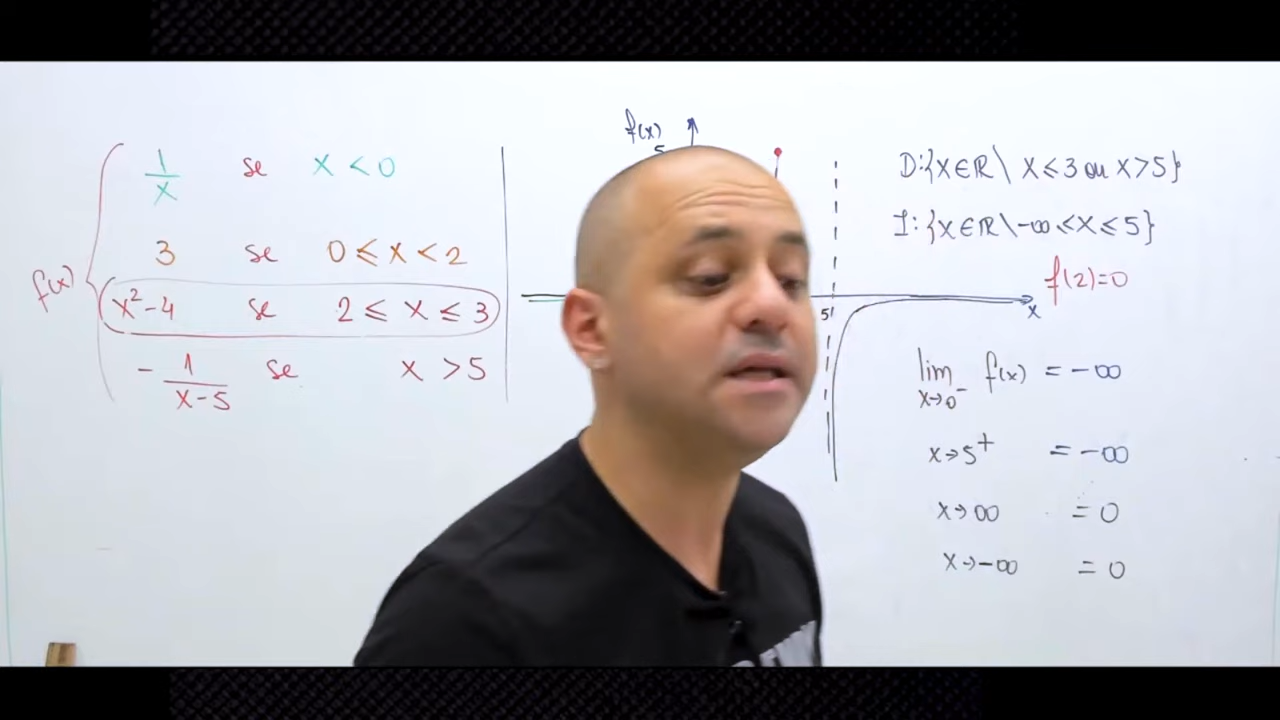 f(x)
1/x se x < 0
3 se 0 ≤ x < 2
x² - 4 se 2 ≤ x ≤ 3
- 1/(x-5) se x > 5
f(x)
5
5
x
D:{x∈ℝ \ x≤3 ou x>5}
I:{x∈ℝ \ -∞<x≤5}
f(2)=0
lim x→0⁻ f(x) = -∞
x→5⁺ = -∞
x→∞ = 0
x→-∞ = 0